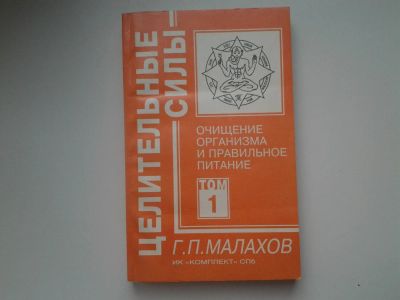 ЦЕЛИТЕЛЬНЫЕ
СИЛЫ
ОЧИЩЕНИЕ
ОРГАНИЗМА
И ПРАВИЛЬНОЕ
ПИТАНИЕ
ТОМ
1
Г.П.МАЛАХОВ
ИК «КОМПЛЕКТ» СПб